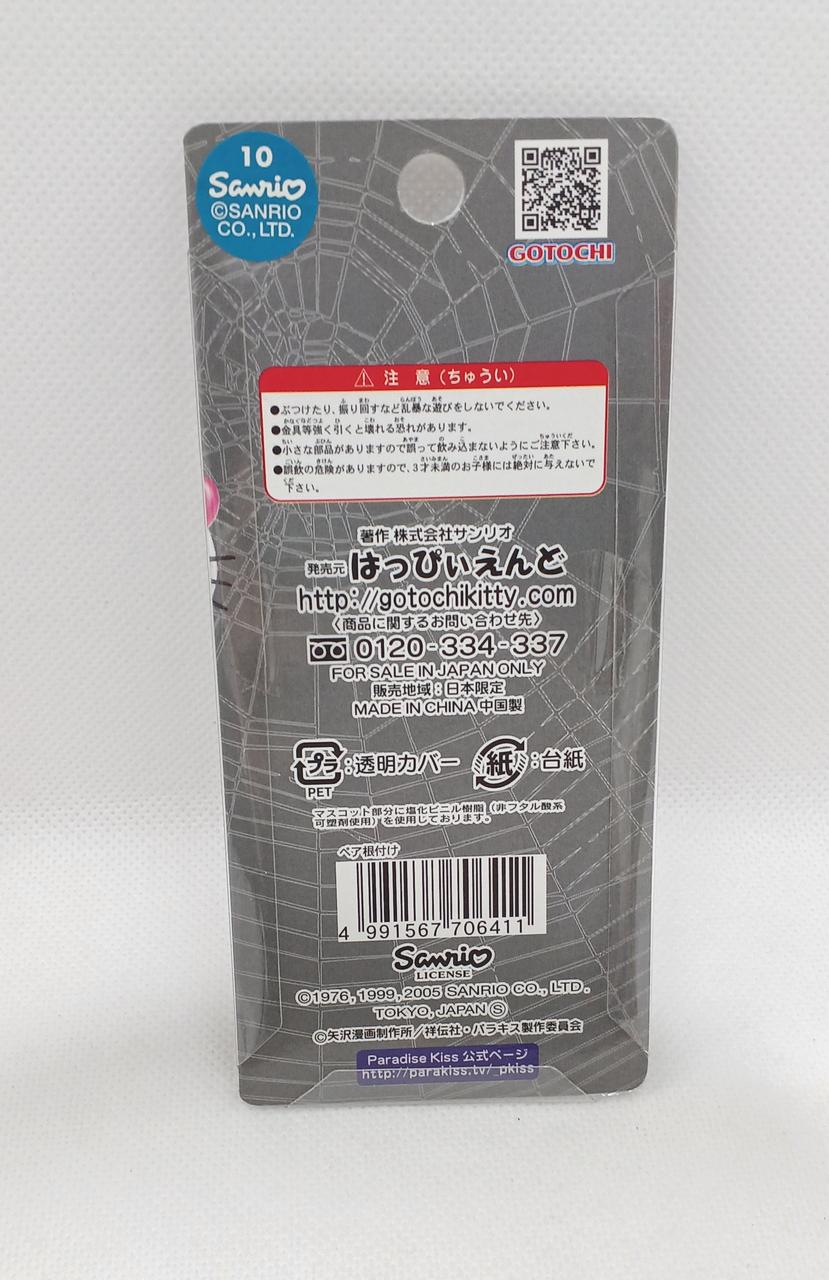 10
Sanrio
©SANRIO
CO., LTD.
GOTOCHI
⚠ 注 意 (ちゅうい)
●ぶつけたり、振り回すなど乱暴な遊びをしないでください。
●金具等強く引くと壊れる恐れがあります。
●小さな部品がありますので誤って飲み込まないようにご注意下さい。
●誤飲の危険がありますので、3才未満のお子様には絶対に与えないで
下さい。
著作 株式会社サンリオ
発売元 はっぴぃえんど
http://gotochikitty.com
〈商品に関するお問い合わせ先〉
0120-334-337
FOR SALE IN JAPAN ONLY
販売地域:日本限定
MADE IN CHINA 中国製
プラ:透明カバー 紙:台紙
PET
マスコット部分に塩化ビニル樹脂(非フタル酸系
可塑剤使用)を使用しております。
ペア根付け
4 991567 706411
Sanrio
LICENSE
©1976, 1999, 2005 SANRIO CO., LTD.
TOKYO, JAPAN Ⓢ
©矢沢漫画制作所/祥伝社・パラキス製作委員会
Paradise Kiss 公式ページ
http://parakiss.tv/_pkiss